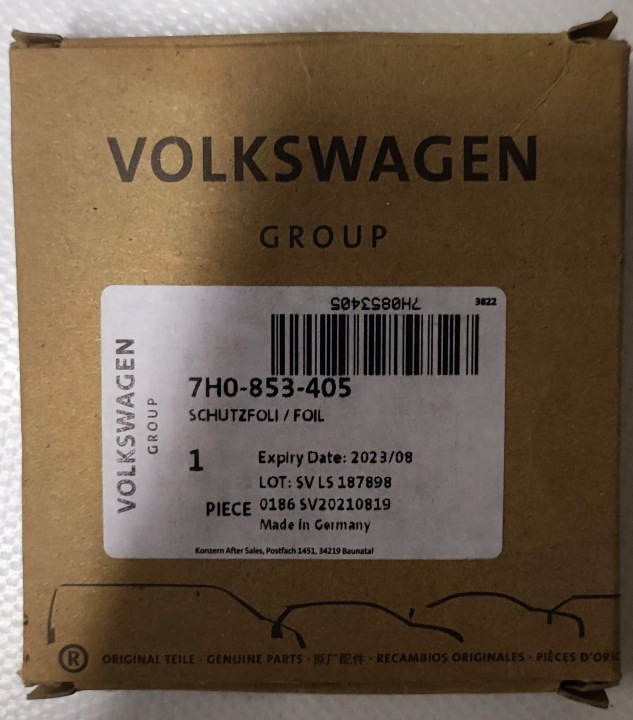 VOLKSWAGEN
GROUP
7H0853405
3822
VOLKSWAGEN
GROUP
7H0-853-405
SCHUTZFOLI / FOIL
1
Expiry Date: 2023/08
LOT: SV LS 187898
PIECE 0186 SV20210819
Made in Germany
Konzern After Sales, Postfach 1451, 34219 Baunatal
® ORIGINAL TEILE · GENUINE PARTS · 原厂配件 · RECAMBIOS ORIGINALES · PIÈCES D'ORIG